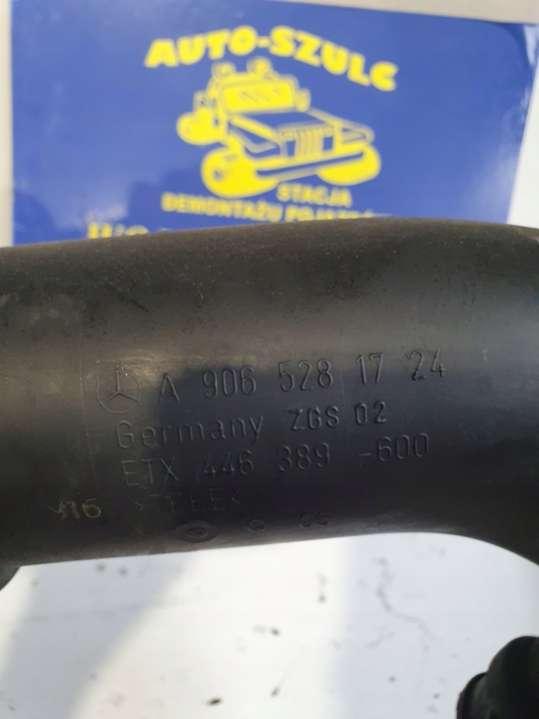 AUTO-SZULC
STACJA
DEMONTAŻU
A 906 528 17 24
Germany ZGS 02
ETX 446 389 -600